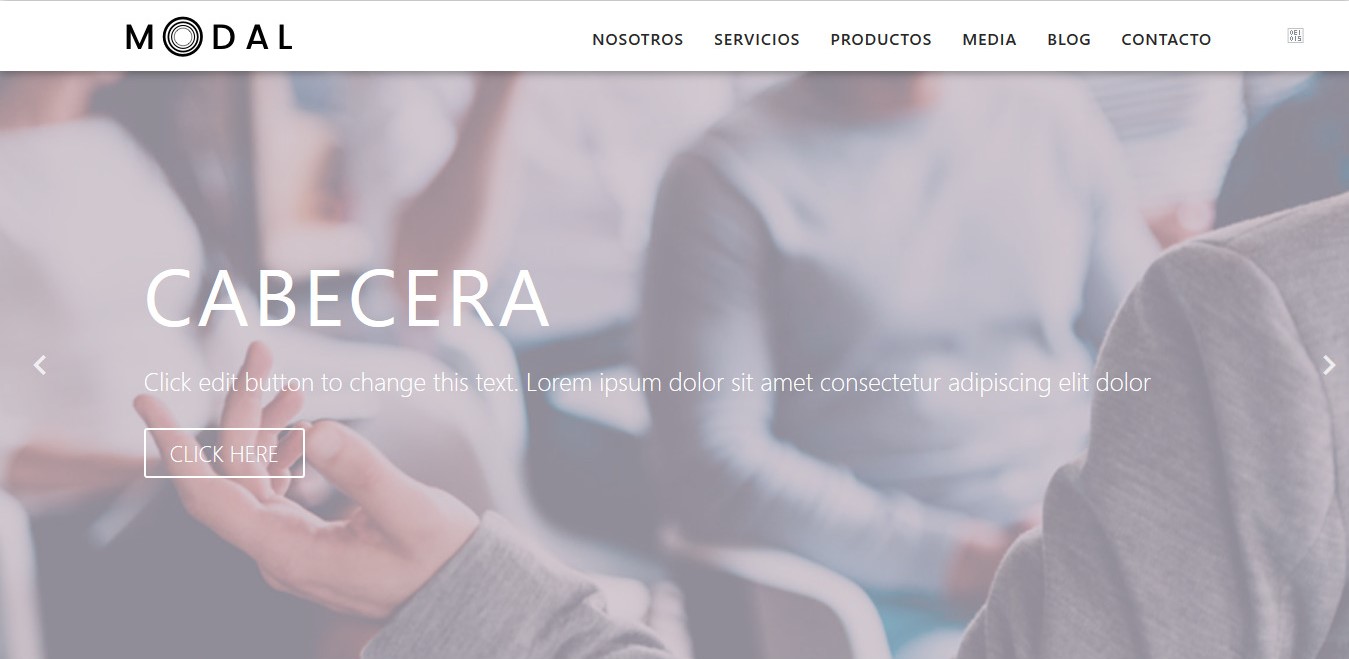 MODAL
NOSOTROS SERVICIOS PRODUCTOS MEDIA BLOG CONTACTO
CABECERA
Click edit button to change this text. Lorem ipsum dolor sit amet consectetur adipiscing elit dolor
CLICK HERE